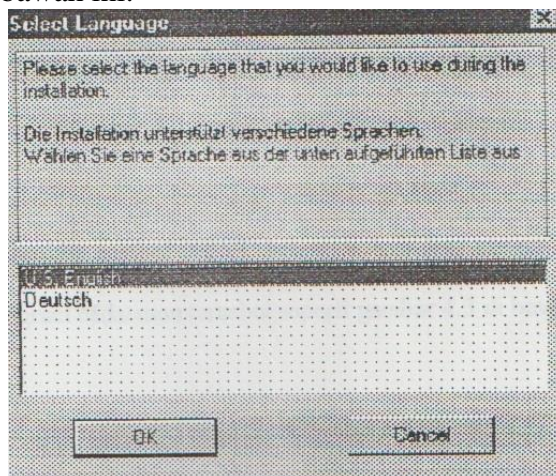 Select Language
Please select the language that you would like to use during the
installation.
Die Installation unterstützt verschiedene Sprachen.
Wählen Sie eine Sprache aus der unten aufgeführten Liste aus
U.S. English
Deutsch
OK
Cancel